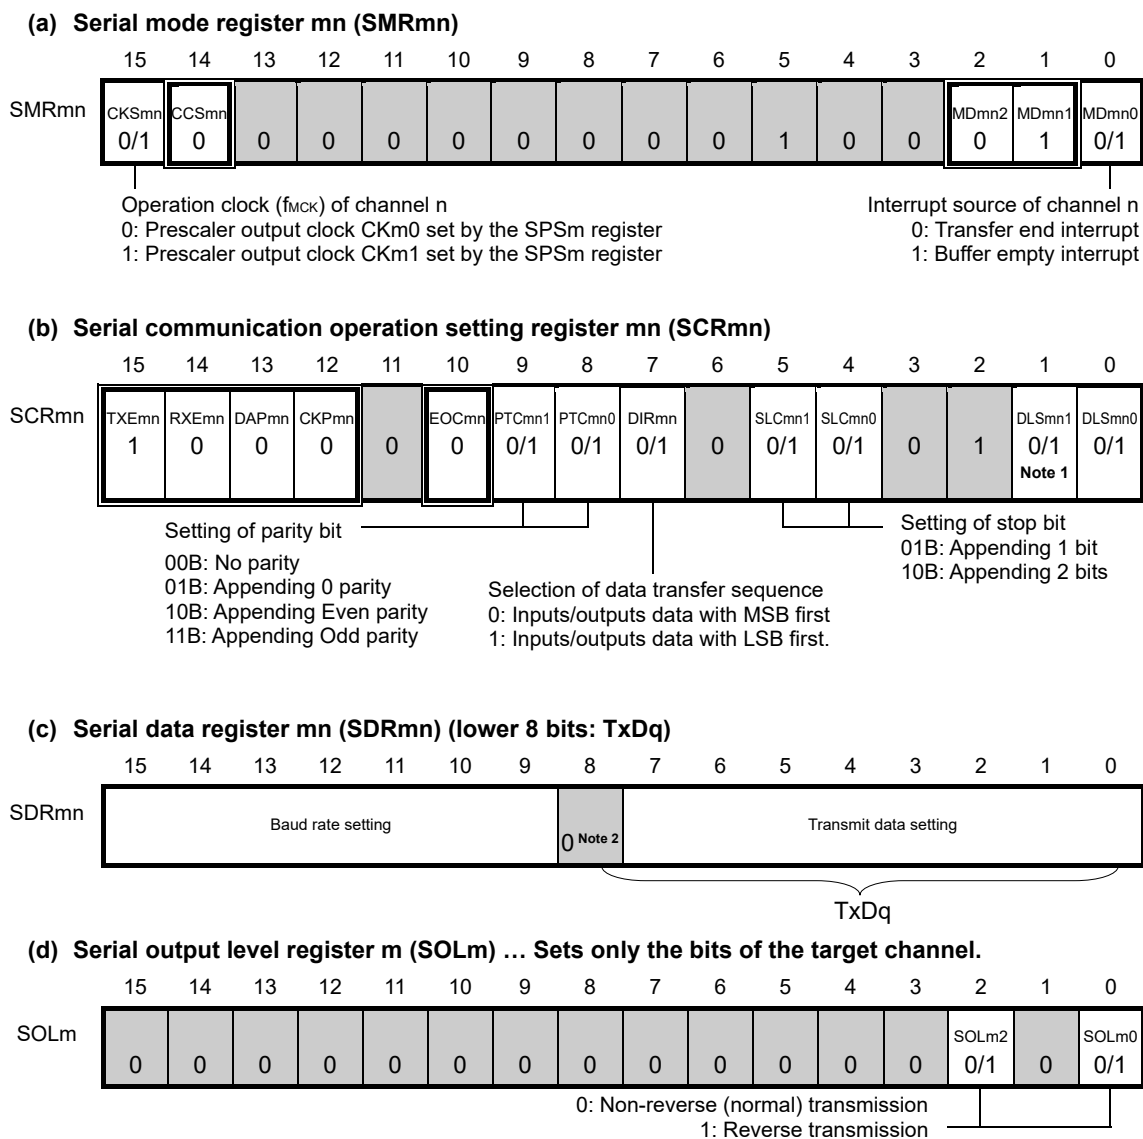 (a) Serial mode register mn (SMRmn)
15 14 13 12 11 10 9 8 7 6 5 4 3 2 1 0
SMRmn CKSmn CCSmn MDmn2 MDmn1 MDmn0
0/1 0 0 0 0 0 0 0 0 0 1 0 0 0 1 0/1
Operation clock (fMCK) of channel n
0: Prescaler output clock CKm0 set by the SPSm register
1: Prescaler output clock CKm1 set by the SPSm register
Interrupt source of channel n
0: Transfer end interrupt
1: Buffer empty interrupt
(b) Serial communication operation setting register mn (SCRmn)
15 14 13 12 11 10 9 8 7 6 5 4 3 2 1 0
SCRmn TXEmn RXEmn DAPmn CKPmn EOCmn PTCmn1 PTCmn0 DIRmn SLCmn1 SLCmn0 DLSmn1 DLSmn0
1 0 0 0 0 0 0/1 0/1 0/1 0 0/1 0/1 0 1 0/1 0/1
Note 1
Setting of parity bit
00B: No parity
01B: Appending 0 parity
10B: Appending Even parity
11B: Appending Odd parity
Selection of data transfer sequence
0: Inputs/outputs data with MSB first
1: Inputs/outputs data with LSB first.
Setting of stop bit
01B: Appending 1 bit
10B: Appending 2 bits
(c) Serial data register mn (SDRmn) (lower 8 bits: TxDq)
15 14 13 12 11 10 9 8 7 6 5 4 3 2 1 0
SDRmn Baud rate setting 0 Note 2 Transmit data setting
TxDq
(d) Serial output level register m (SOLm) … Sets only the bits of the target channel.
15 14 13 12 11 10 9 8 7 6 5 4 3 2 1 0
SOLm SOLm2 SOLm0
0 0 0 0 0 0 0 0 0 0 0 0 0 0/1 0 0/1
0: Non-reverse (normal) transmission
1: Reverse transmission